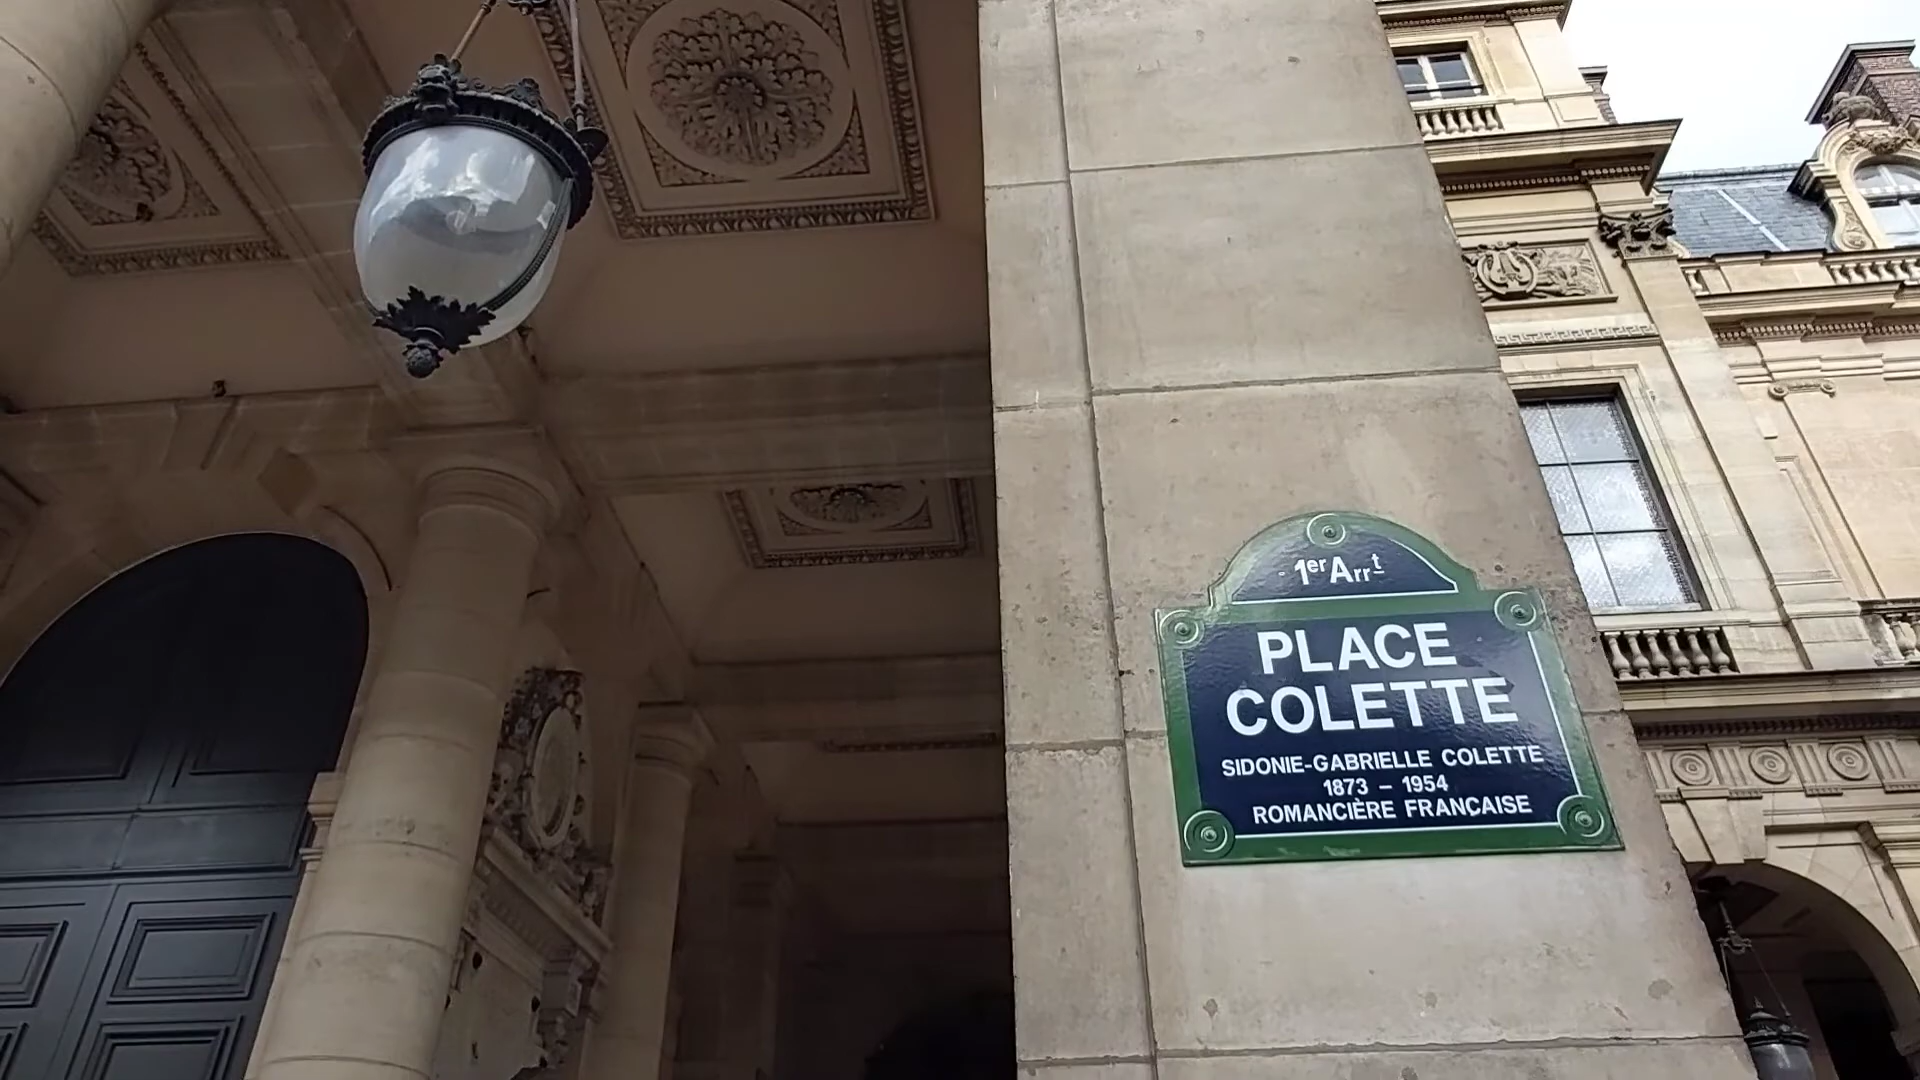 1er Arrt
PLACE
COLETTE
SIDONIE-GABRIELLE COLETTE
1873 – 1954
ROMANCIÈRE FRANÇAISE